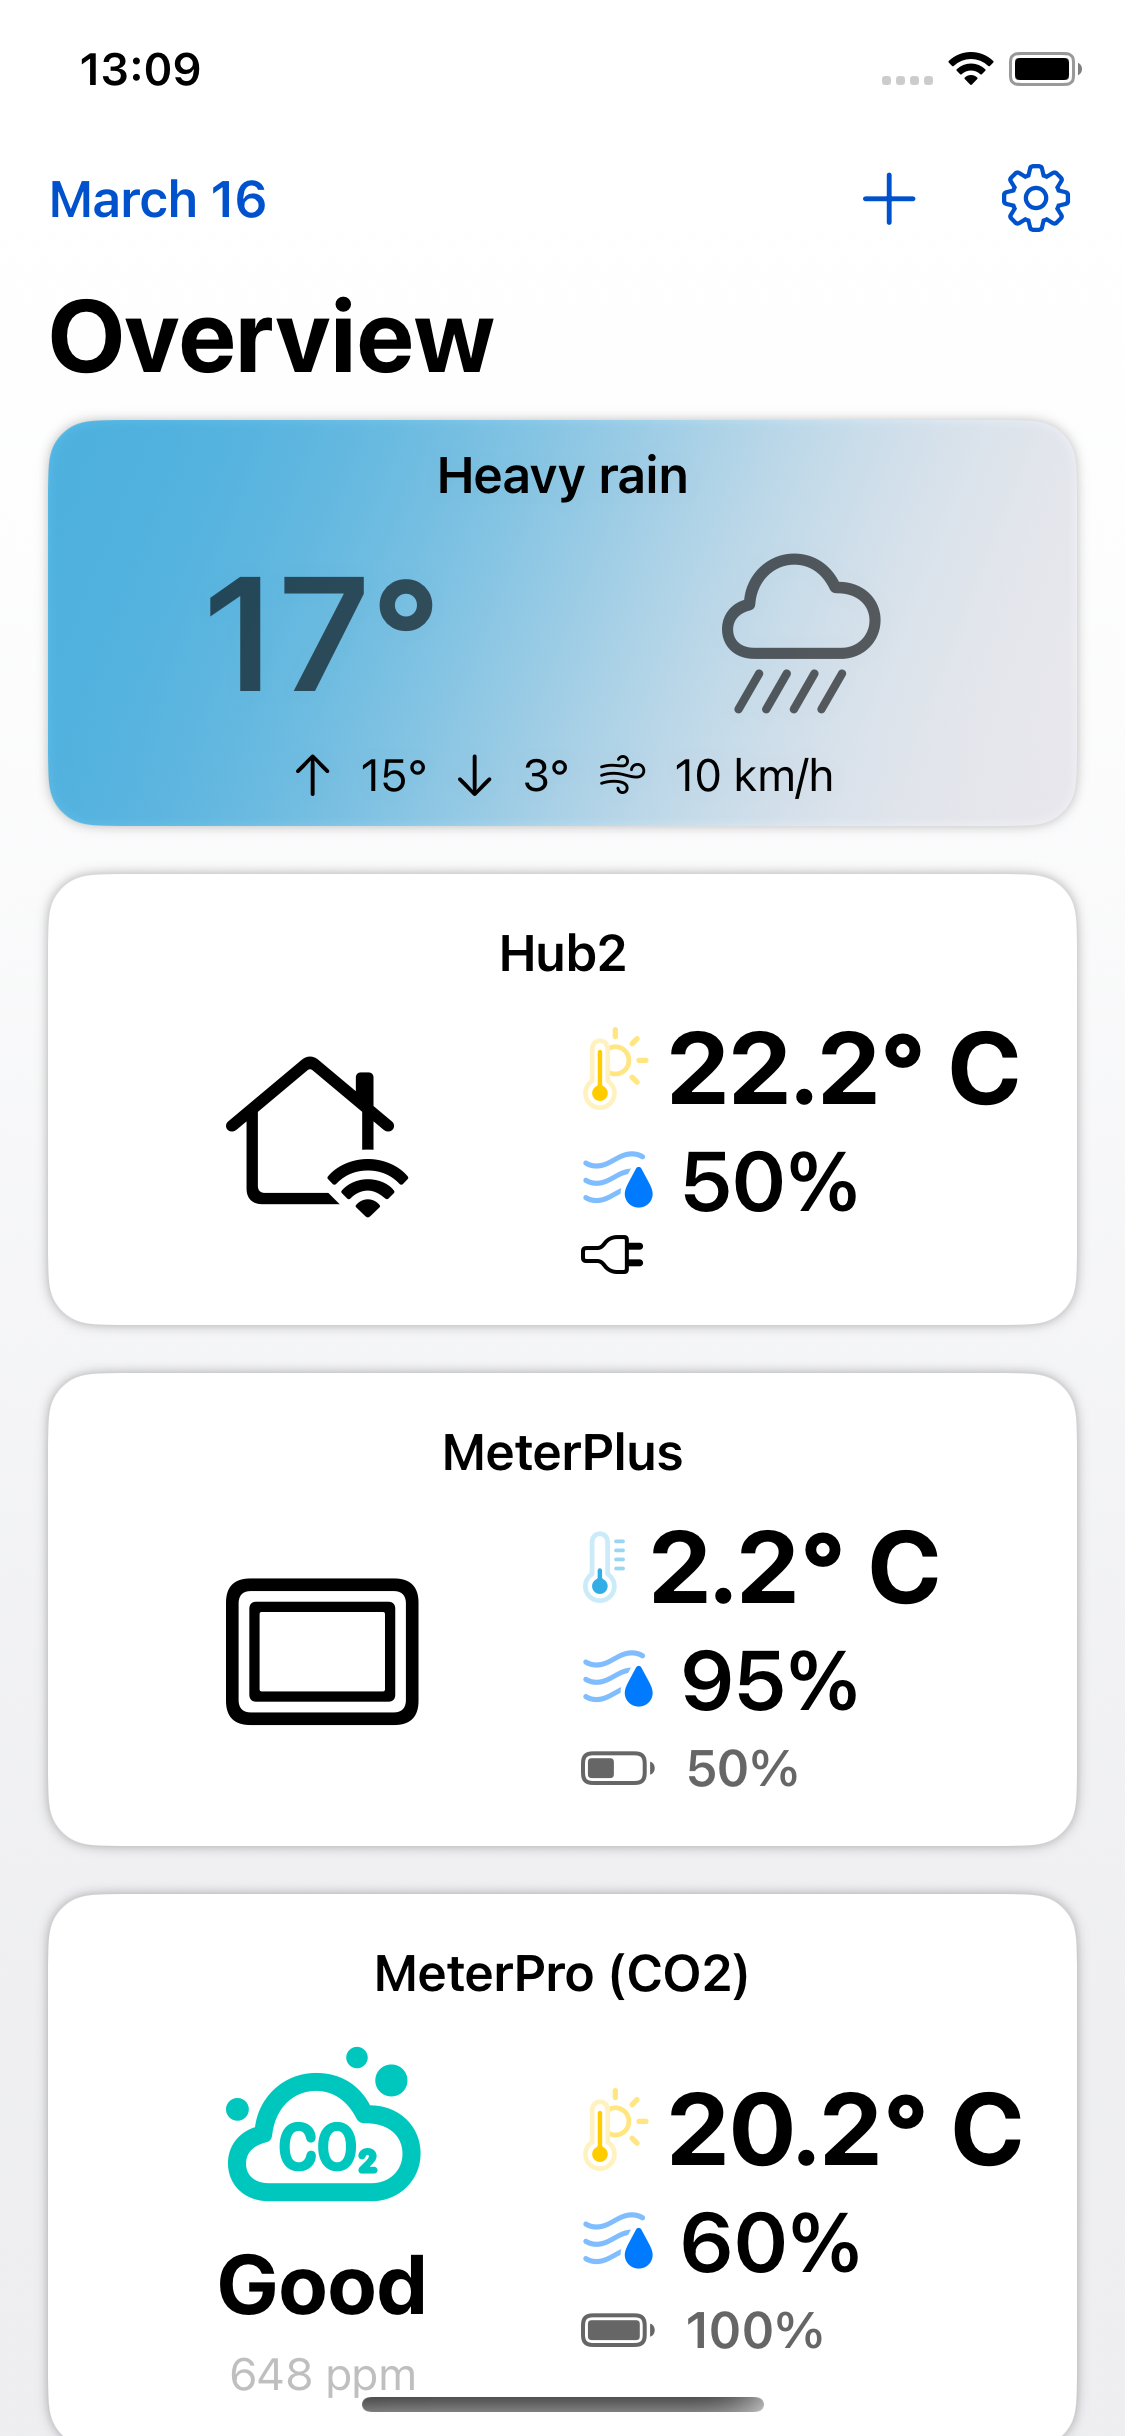 13:09
March 16
Overview
Heavy rain
17°
15° 3° 10 km/h
Hub2
22.2° C
50%
MeterPlus
2.2° C
95%
50%
MeterPro (CO2)
CO₂
20.2° C
60%
Good
100%
648 ppm